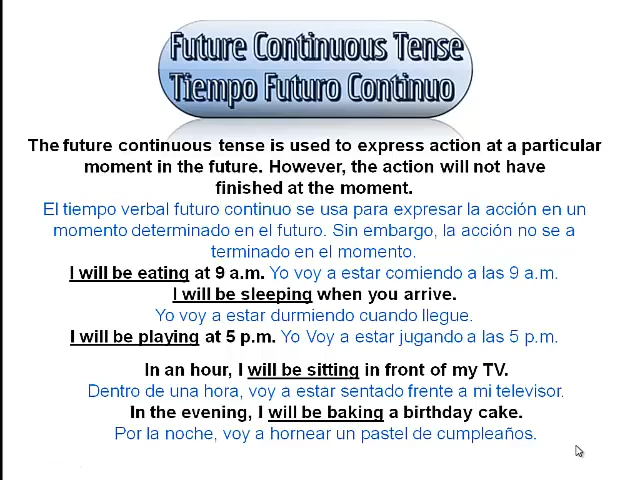 Future Continuous Tense
Tiempo Futuro Continuo
The future continuous tense is used to express action at a particular
moment in the future. However, the action will not have
finished at the moment.
El tiempo verbal futuro continuo se usa para expresar la acción en un
momento determinado en el futuro. Sin embargo, la acción no se a
terminado en el momento.
I will be eating at 9 a.m. Yo voy a estar comiendo a las 9 a.m.
I will be sleeping when you arrive.
Yo voy a estar durmiendo cuando llegue.
I will be playing at 5 p.m. Yo Voy a estar jugando a las 5 p.m.
In an hour, I will be sitting in front of my TV.
Dentro de una hora, voy a estar sentado frente a mi televisor.
In the evening, I will be baking a birthday cake.
Por la noche, voy a hornear un pastel de cumpleaños.